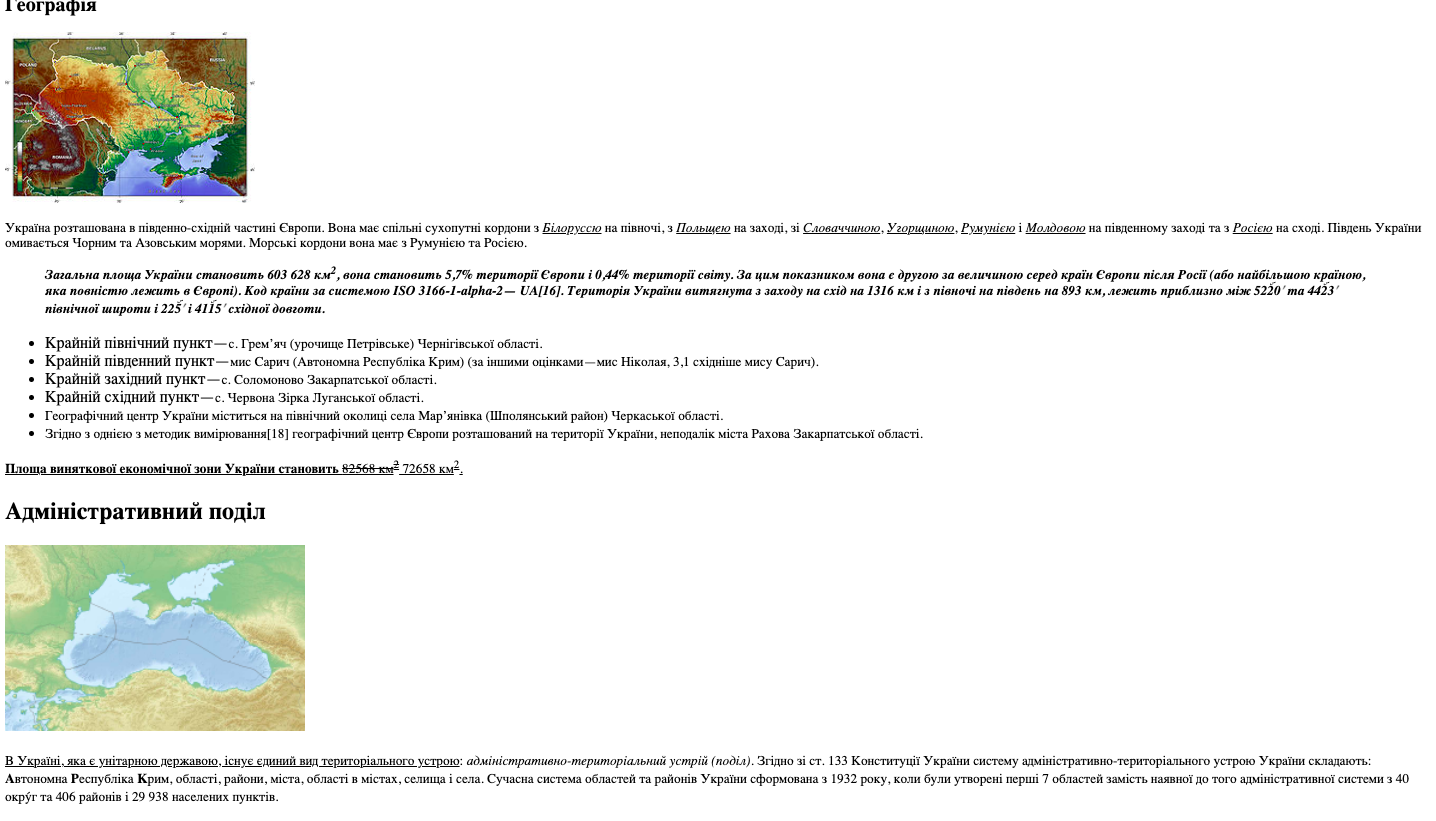 Географія
BELARUS
POLAND
RUSSIA
ROMANIA
Україна розташована в південно-східній частині Європи. Вона має спільні сухопутні кордони з Білоруссю на півночі, з Польщею на заході, зі Словаччиною, Угорщиною, Румунією і Молдовою на південному заході та з Росією на сході. Південь України
омивається Чорним та Азовським морями. Морські кордони вона має з Румунією та Росією.
Загальна площа України становить 603 628 км², вона становить 5,7% території Європи і 0,44% території світу. За цим показником вона є другою за величиною серед країн Європи після Росії (або найбільшою країною,
яка повністю лежить в Європі). Код країни за системою ISO 3166-1-alpha-2— UA[16]. Територія України витягнута з заходу на схід на 1316 км і з півночі на південь на 893 км, лежить приблизно між 52̆20′ та 44̆23′
північної широти і 22̆5′ і 41̆15′ східної довготи.
• Крайній північний пункт—с. Грем’яч (урочище Петрівське) Чернігівської області.
• Крайній південний пункт—мис Сарич (Автономна Республіка Крим) (за іншими оцінками—мис Ніколая, 3,1 східніше мису Сарич).
• Крайній західний пункт—с. Соломоново Закарпатської області.
• Крайній східний пункт—с. Червона Зірка Луганської області.
• Географічний центр України міститься на північний околиці села Мар’янівка (Шполянський район) Черкаської області.
• Згідно з однією з методик вимірювання[18] географічний центр Європи розташований на території України, неподалік міста Рахова Закарпатської області.
Площа виняткової економічної зони України становить 82568 км² 72658 км².
Адміністративний поділ
В Україні, яка є унітарною державою, існує єдиний вид територіального устрою: адміністративно-територіальний устрій (поділ). Згідно зі ст. 133 Конституції України систему адміністративно-територіального устрою України складають:
Автономна Республіка Крим, області, райони, міста, області в містах, селища і села. Сучасна система областей та районів України сформована з 1932 року, коли були утворені перші 7 областей замість наявної до того адміністративної системи з 40
окру́г та 406 районів і 29 938 населених пунктів.